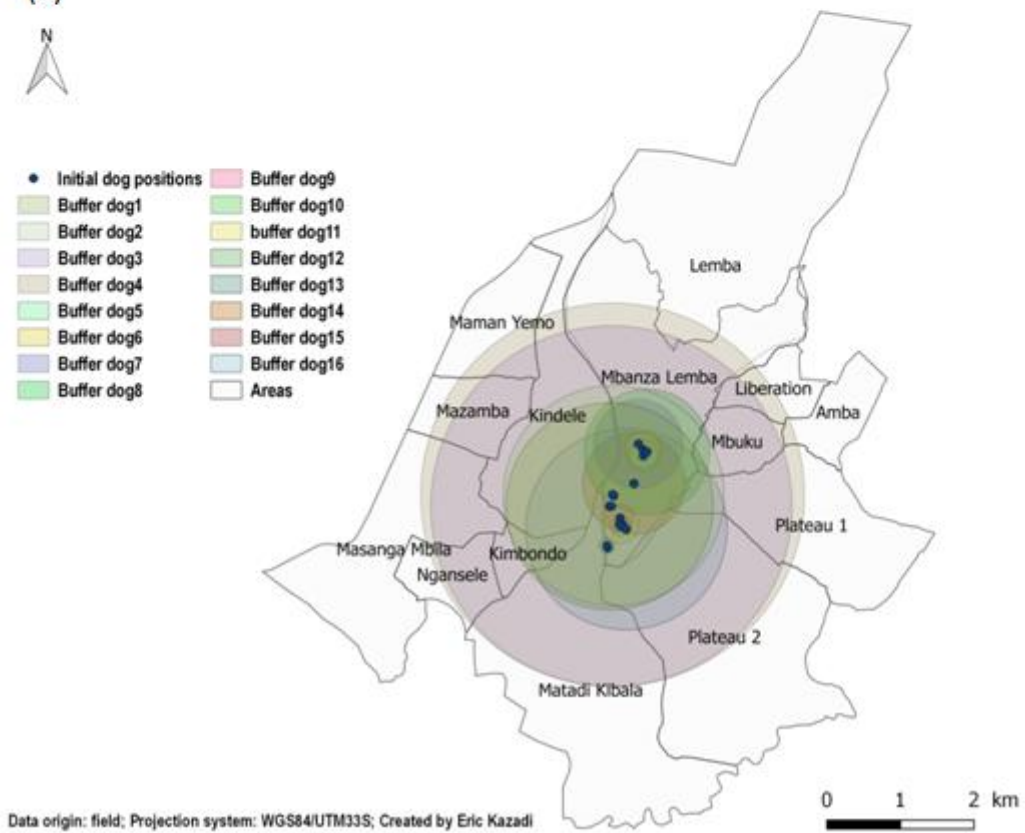 N
Initial dog positions
Buffer dog1
Buffer dog2
Buffer dog3
Buffer dog4
Buffer dog5
Buffer dog6
Buffer dog7
Buffer dog8
Buffer dog9
Buffer dog10
buffer dog11
Buffer dog12
Buffer dog13
Buffer dog14
Buffer dog15
Buffer dog16
Areas
Lemba
Maman Yemo
Mbanza Lemba
Liberation
Mazamba
Kindele
Amba
Mbuku
Plateau 1
Masanga Mbila
Kimbondo
Ngansele
Plateau 2
Matadi Kibala
0 1 2 km
Data origin: field; Projection system: WGS84/UTM33S; Created by Eric Kazadi